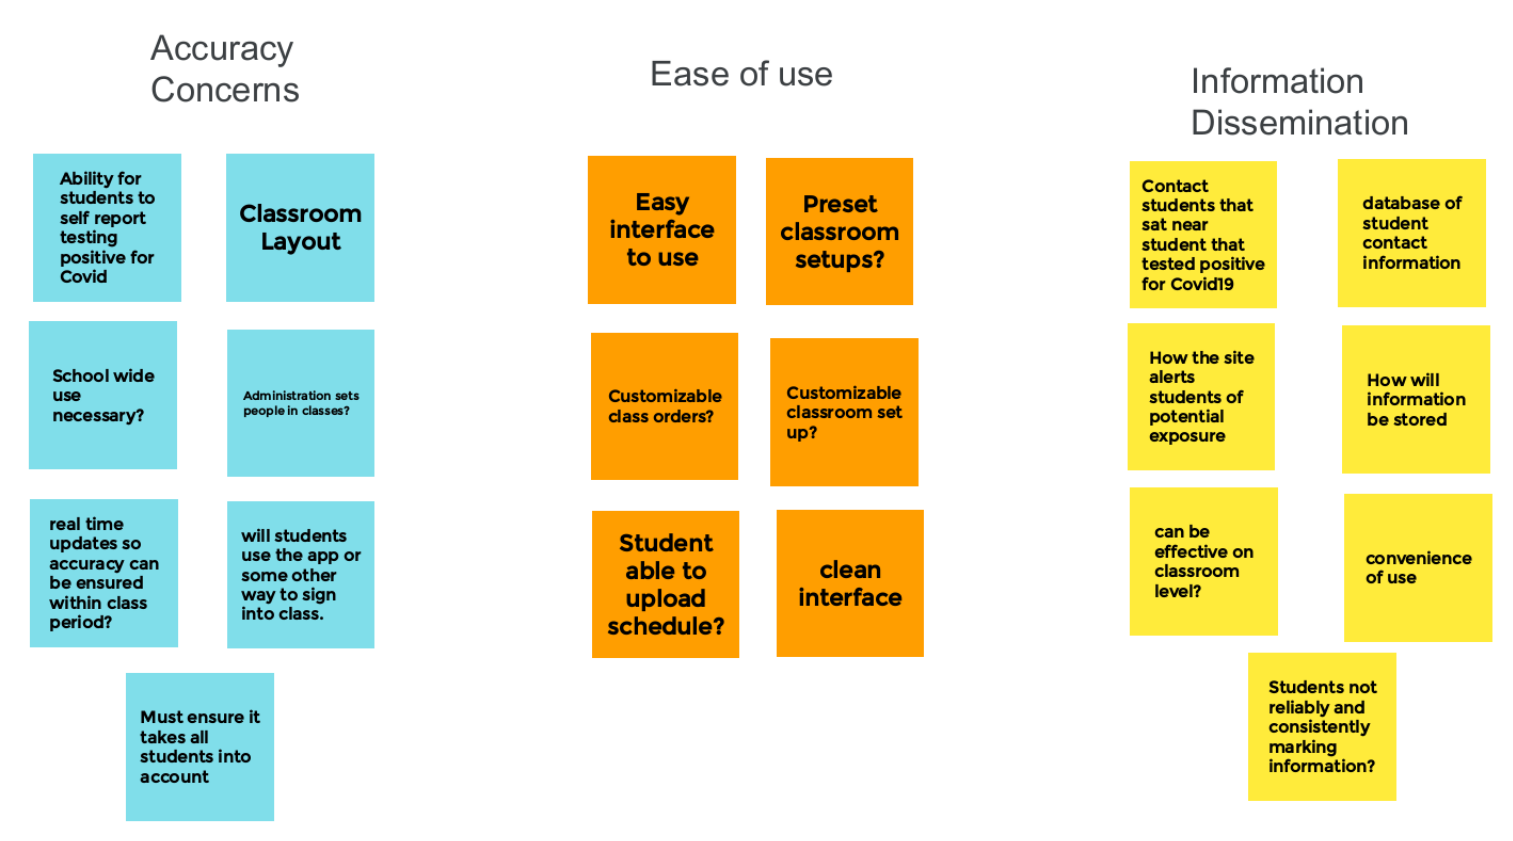 Accuracy
Concerns
Ability for
students to
self report
testing
positive for
Covid
Classroom
Layout
School wide
use
necessary?
Administration sets
people in classes?
real time
updates so
accuracy can
be ensured
within class
period?
will students
use the app or
some other
way to sign
into class.
Must ensure it
takes all
students into
account
Ease of use
Easy
interface
to use
Preset
classroom
setups?
Customizable
class orders?
Customizable
classroom set
up?
Student
able to
upload
schedule?
clean
interface
Information
Dissemination
Contact
students that
sat near
student that
tested positive
for Covid19
database of
student
contact
information
How the site
alerts
students of
potential
exposure
How will
information
be stored
can be
effective on
classroom
level?
convenience
of use
Students not
reliably and
consistently
marking
information?